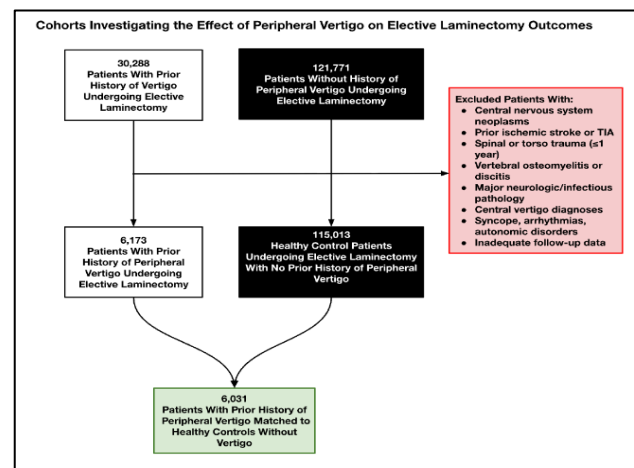 Cohorts Investigating the Effect of Peripheral Vertigo on Elective Laminectomy Outcomes
30,288
Patients With Prior
History of Vertigo
Undergoing Elective
Laminectomy
121,771
Patients Without History of
Peripheral Vertigo Undergoing
Elective Laminectomy
Excluded Patients With:
• Central nervous system
neoplasms
• Prior ischemic stroke or TIA
• Spinal or torso trauma (≤1
year)
• Vertebral osteomyelitis or
discitis
• Major neurologic/infectious
pathology
• Central vertigo diagnoses
• Syncope, arrhythmias,
autonomic disorders
• Inadequate follow-up data
6,173
Patients With Prior
History of Peripheral
Vertigo Undergoing
Elective Laminectomy
115,013
Healthy Control Patients
Undergoing Elective Laminectomy
With No Prior History of Peripheral
Vertigo
6,031
Patients With Prior History of
Peripheral Vertigo Matched to
Healthy Controls Without
Vertigo